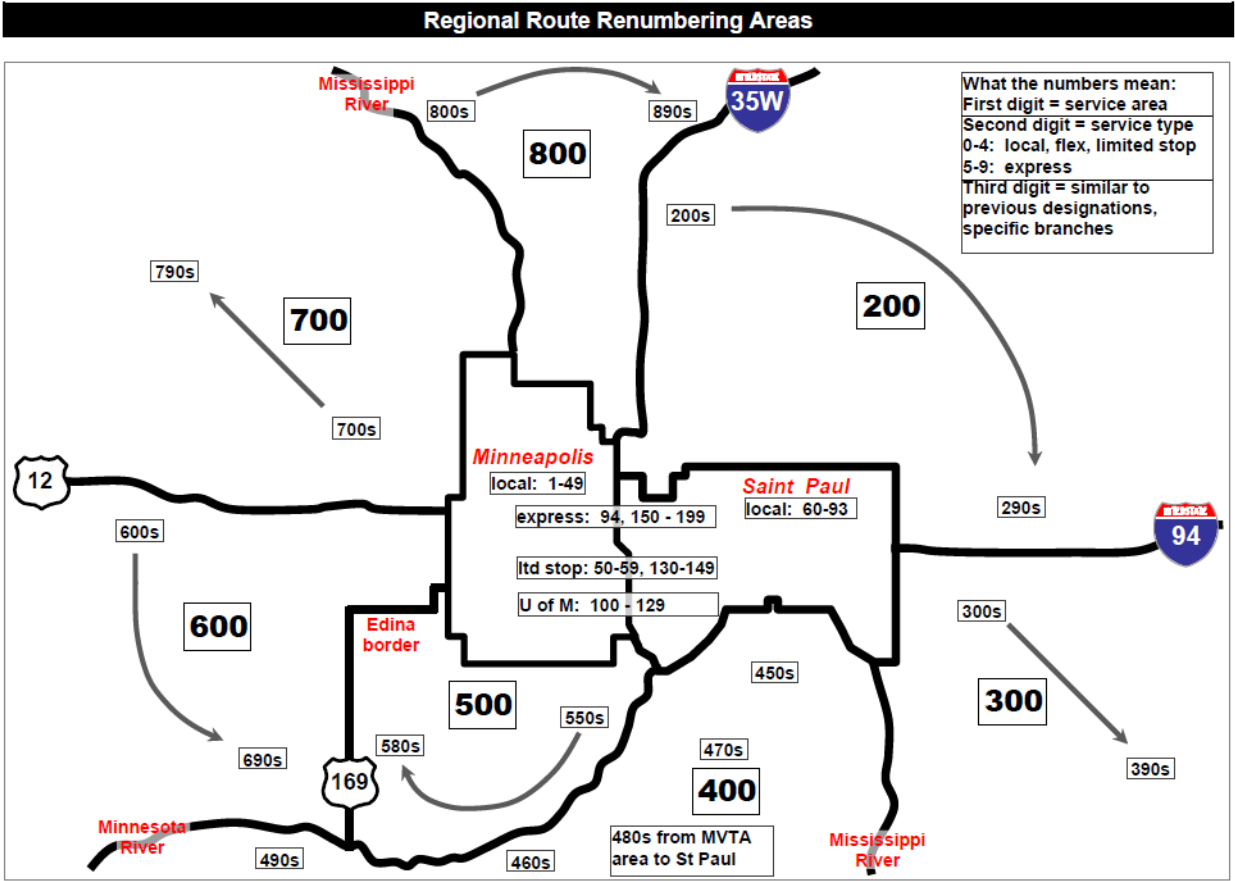 Regional Route Renumbering Areas
Mississippi
River
800s
890s
INTERSTATE
35W
What the numbers mean:
First digit = service area
Second digit = service type
0-4: local, flex, limited stop
5-9: express
Third digit = similar to
previous designations,
specific branches
800
200s
790s
700
200
700s
Minneapolis
local: 1-49
Saint Paul
local: 60-93
12
express: 94, 150 - 199
290s
INTERSTATE
94
600s
ltd stop: 50-59, 130-149
U of M: 100 - 129
300s
600
Edina
border
450s
500
300
550s
580s
470s
690s
390s
169
400
Minnesota
River
480s from MVTA
area to St Paul
Mississippi
River
490s
460s